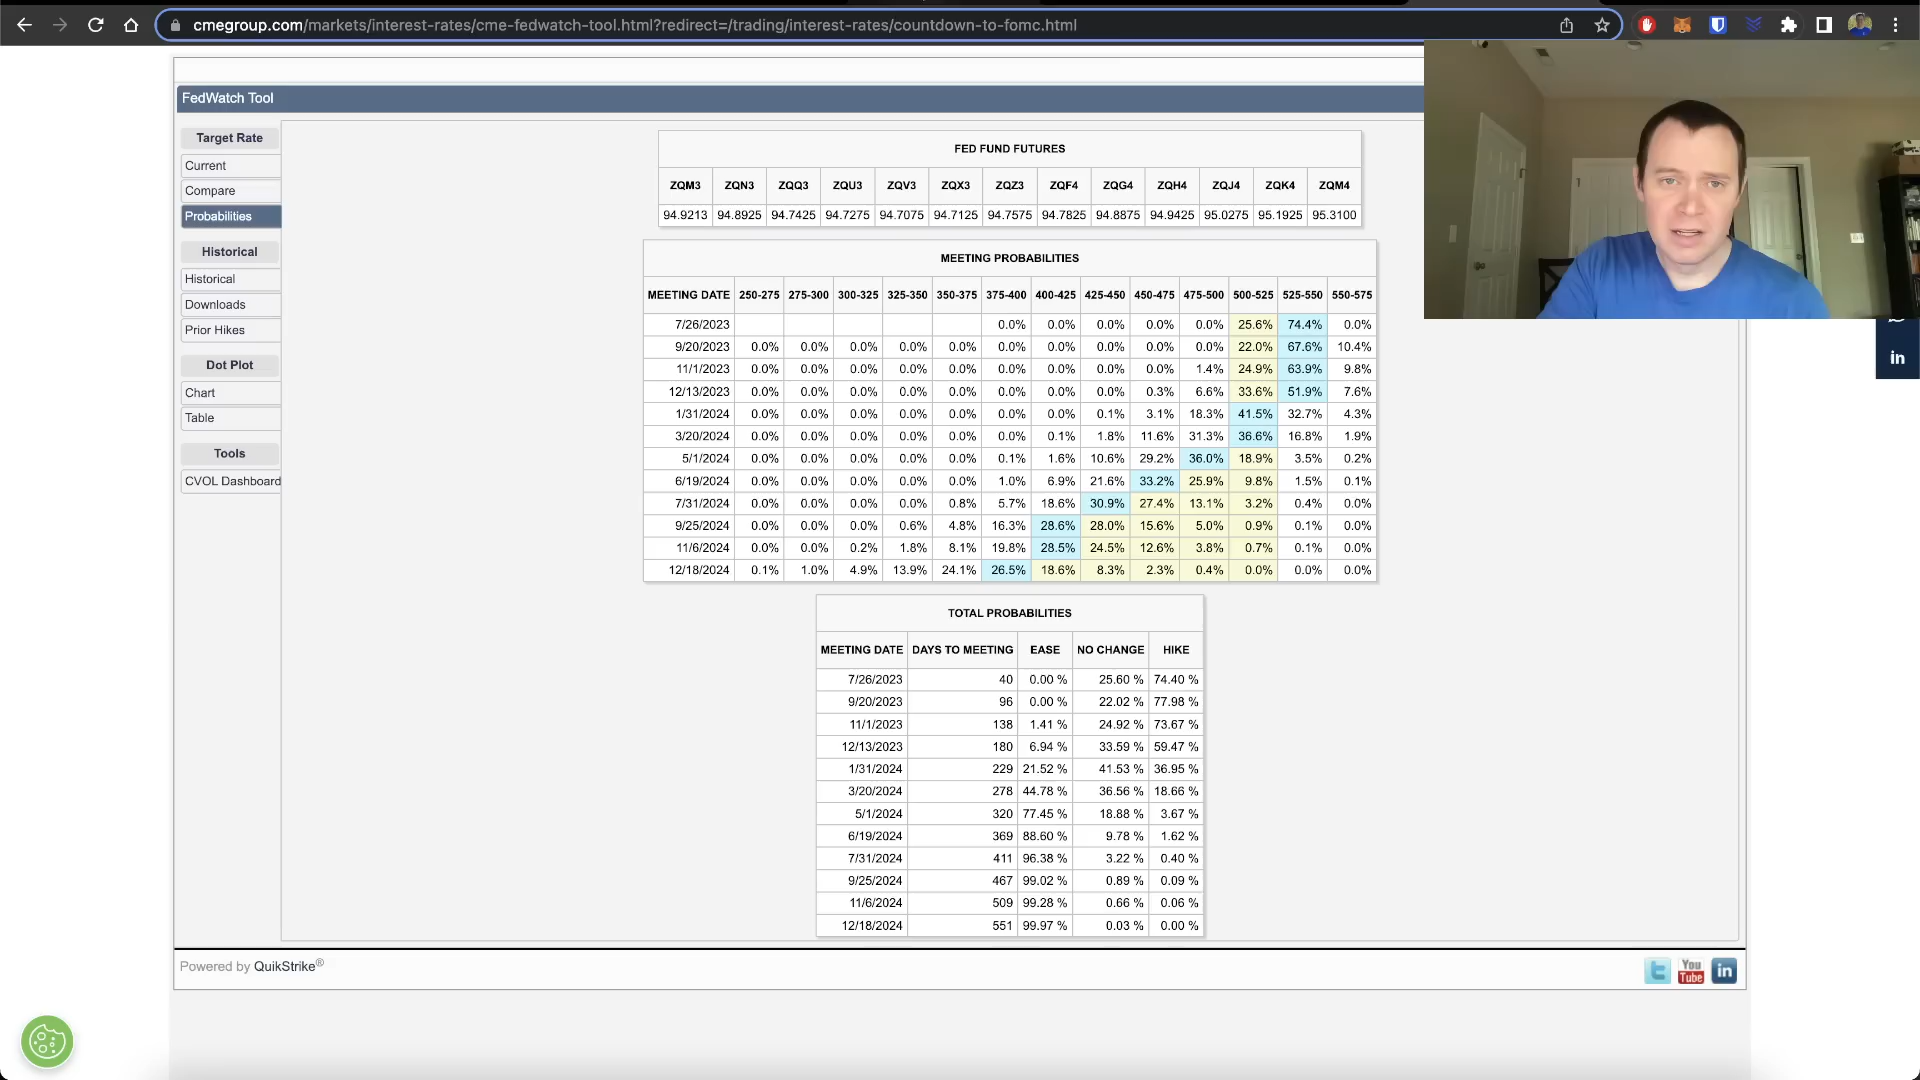 cmegroup.com/markets/interest-rates/cme-fedwatch-tool.html?redirect=/trading/interest-rates/countdown-to-fomc.html
FedWatch Tool
Target Rate
Current
Compare
Probabilities
Historical
Historical
Downloads
Prior Hikes
Dot Plot
Chart
Table
Tools
CVOL Dashboard
FED FUND FUTURES
ZQM3 ZQN3 ZQQ3 ZQU3 ZQV3 ZQX3 ZQZ3 ZQF4 ZQG4 ZQH4 ZQJ4 ZQK4 ZQM4
94.9213 94.8925 94.7425 94.7275 94.7075 94.7125 94.7575 94.7825 94.8875 94.9425 95.0275 95.1925 95.3100
MEETING PROBABILITIES
MEETING DATE 250-275 275-300 300-325 325-350 350-375 375-400 400-425 425-450 450-475 475-500 500-525 525-550 550-575
7/26/2023 0.0% 0.0% 0.0% 0.0% 0.0% 25.6% 74.4% 0.0%
9/20/2023 0.0% 0.0% 0.0% 0.0% 0.0% 0.0% 0.0% 0.0% 0.0% 0.0% 22.0% 67.6% 10.4%
11/1/2023 0.0% 0.0% 0.0% 0.0% 0.0% 0.0% 0.0% 0.0% 0.0% 1.4% 24.9% 63.9% 9.8%
12/13/2023 0.0% 0.0% 0.0% 0.0% 0.0% 0.0% 0.0% 0.0% 0.3% 6.6% 33.6% 51.9% 7.6%
1/31/2024 0.0% 0.0% 0.0% 0.0% 0.0% 0.0% 0.0% 0.1% 3.1% 18.3% 41.5% 32.7% 4.3%
3/20/2024 0.0% 0.0% 0.0% 0.0% 0.0% 0.0% 0.1% 1.8% 11.6% 31.3% 36.6% 16.8% 1.9%
5/1/2024 0.0% 0.0% 0.0% 0.0% 0.0% 0.1% 1.6% 10.6% 29.2% 36.0% 18.9% 3.5% 0.2%
6/19/2024 0.0% 0.0% 0.0% 0.0% 0.0% 1.0% 6.9% 21.6% 33.2% 25.9% 9.8% 1.5% 0.1%
7/31/2024 0.0% 0.0% 0.0% 0.0% 0.8% 5.7% 18.6% 30.9% 27.4% 13.1% 3.2% 0.4% 0.0%
9/25/2024 0.0% 0.0% 0.0% 0.6% 4.8% 16.3% 28.6% 28.0% 15.6% 5.0% 0.9% 0.1% 0.0%
11/6/2024 0.0% 0.0% 0.2% 1.8% 8.1% 19.8% 28.5% 24.5% 12.6% 3.8% 0.7% 0.1% 0.0%
12/18/2024 0.1% 1.0% 4.9% 13.9% 24.1% 26.5% 18.6% 8.3% 2.3% 0.4% 0.0% 0.0% 0.0%
TOTAL PROBABILITIES
MEETING DATE DAYS TO MEETING EASE NO CHANGE HIKE
7/26/2023 40 0.00 % 25.60 % 74.40 %
9/20/2023 96 0.00 % 22.02 % 77.98 %
11/1/2023 138 1.41 % 24.92 % 73.67 %
12/13/2023 180 6.94 % 33.59 % 59.47 %
1/31/2024 229 21.52 % 41.53 % 36.95 %
3/20/2024 278 44.78 % 36.56 % 18.66 %
5/1/2024 320 77.45 % 18.88 % 3.67 %
6/19/2024 369 88.60 % 9.78 % 1.62 %
7/31/2024 411 96.38 % 3.22 % 0.40 %
9/25/2024 467 99.02 % 0.89 % 0.09 %
11/6/2024 509 99.28 % 0.66 % 0.06 %
12/18/2024 551 99.97 % 0.03 % 0.00 %
in
Powered by QuikStrike®
t You Tube in